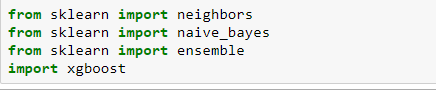 from sklearn import neighbors
from sklearn import naive_bayes
from sklearn import ensemble
import xgboost